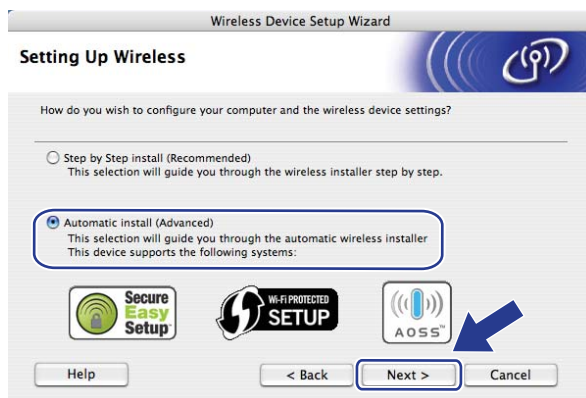 Wireless Device Setup Wizard
Setting Up Wireless
How do you wish to configure your computer and the wireless device settings?
Step by Step install (Recommended)
This selection will guide you through the wireless installer step by step.
Automatic install (Advanced)
This selection will guide you through the automatic wireless installer
This device supports the following systems:
Secure
Easy
Setup
WI-FI PROTECTED
SETUP
AOSS™
Help
< Back
Next >
Cancel